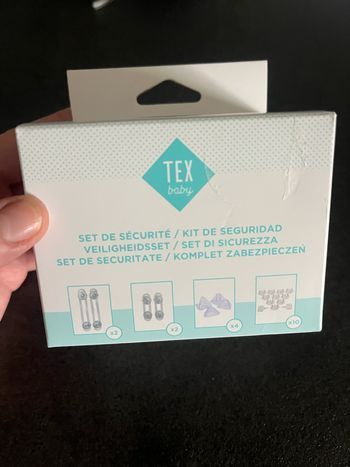 TEX
baby
SET DE SÉCURITÉ / KIT DE SEGURIDAD
VEILIGHEIDSSET / SET DI SICUREZZA
SET DE SECURITATE / KOMPLET ZABEZPIECZEŃ
x2
x2
x4
x10